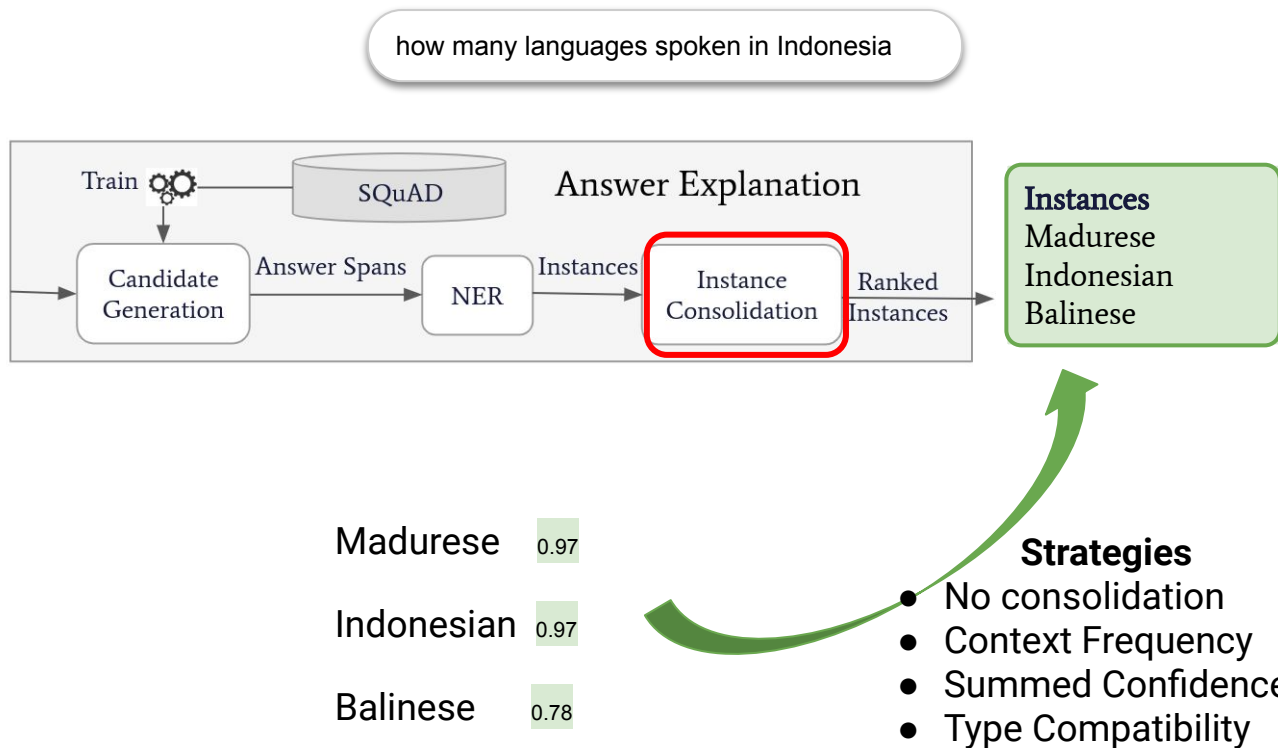 how many languages spoken in Indonesia
Train
SQuAD
Answer Explanation
Candidate
Generation
Answer Spans
NER
Instances
Instance
Consolidation
Ranked
Instances
Instances
Madurese
Indonesian
Balinese
Madurese 0.97
Indonesian 0.97
Balinese 0.78
Strategies
● No consolidation
● Context Frequency
● Summed Confidence
● Type Compatibility